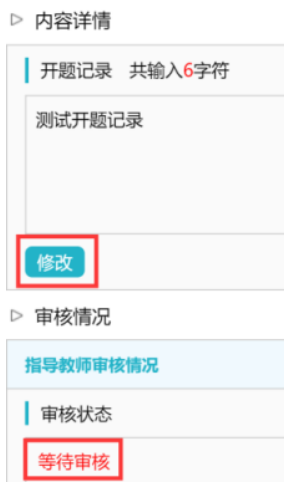 内容详情
开题记录 共输入6字符
测试开题记录
修改
审核情况
指导教师审核情况
审核状态
等待审核